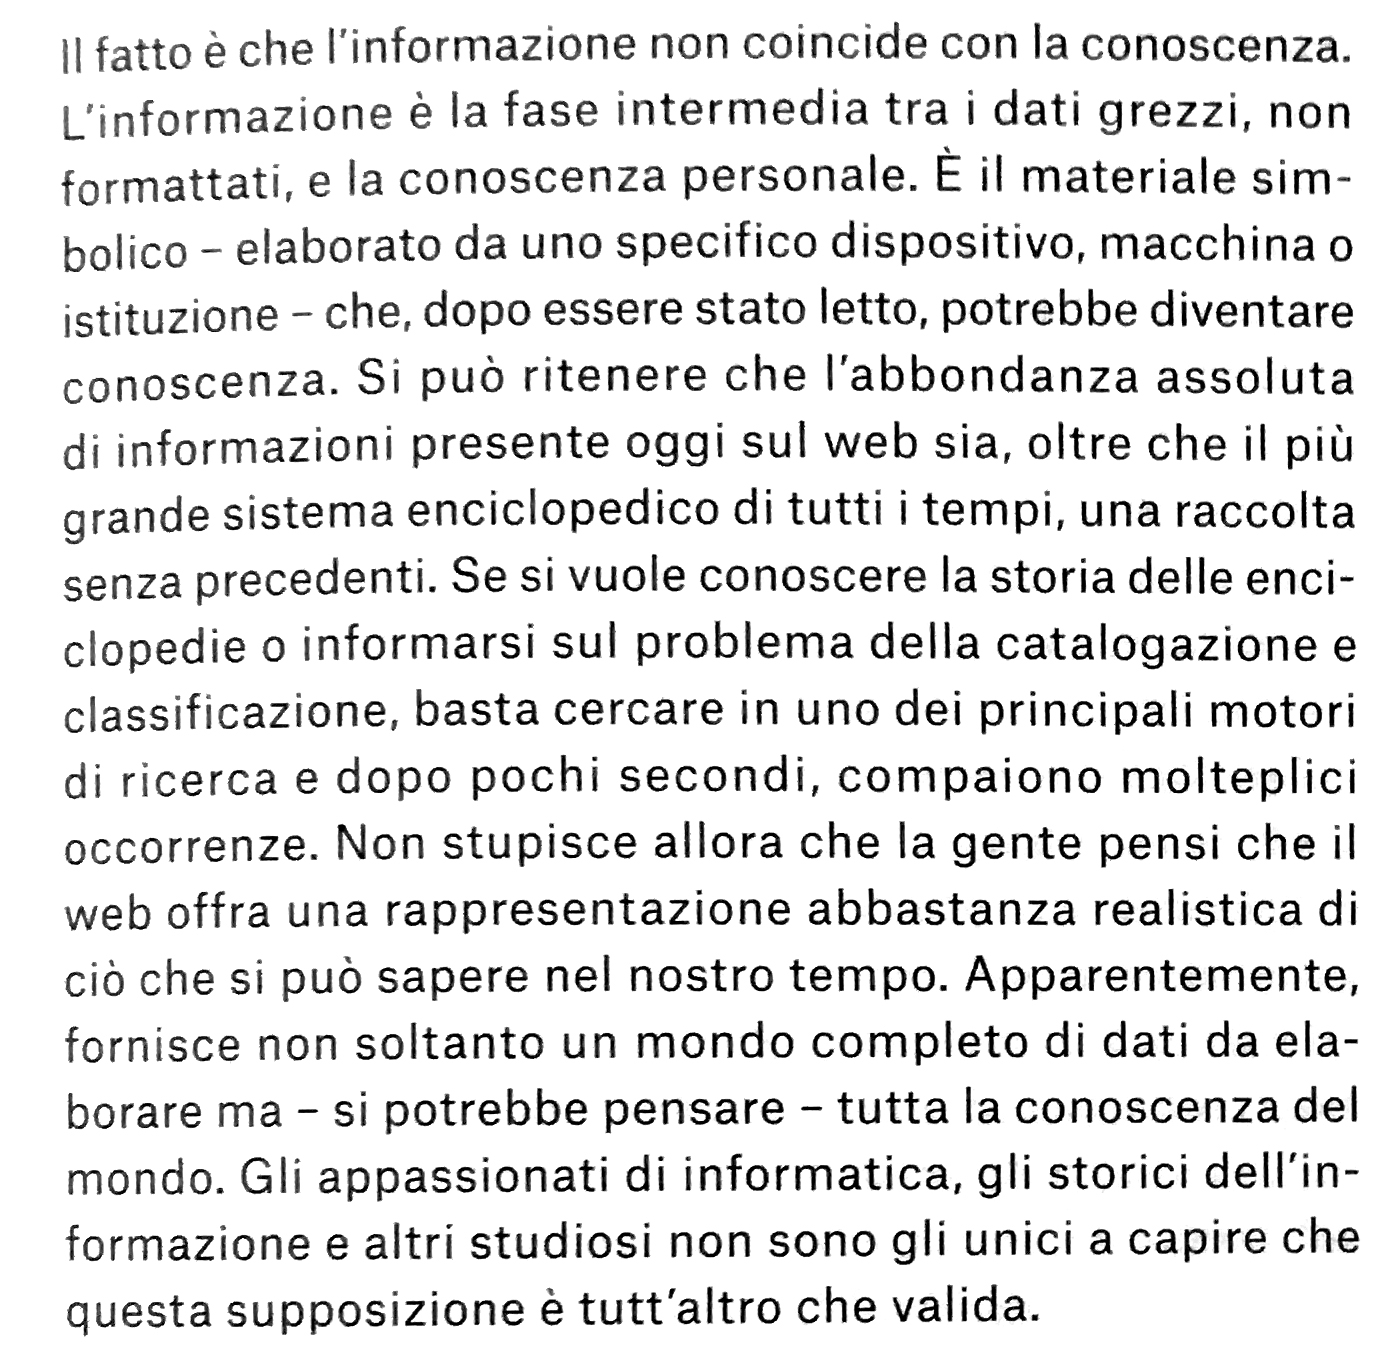 Il fatto è che l'informazione non coincide con la conoscenza.
L'informazione è la fase intermedia tra i dati grezzi, non
formattati, e la conoscenza personale. È il materiale sim-
bolico – elaborato da uno specifico dispositivo, macchina o
istituzione – che, dopo essere stato letto, potrebbe diventare
conoscenza. Si può ritenere che l'abbondanza assoluta
di informazioni presente oggi sul web sia, oltre che il più
grande sistema enciclopedico di tutti i tempi, una raccolta
senza precedenti. Se si vuole conoscere la storia delle enci-
clopedie o informarsi sul problema della catalogazione e
classificazione, basta cercare in uno dei principali motori
di ricerca e dopo pochi secondi, compaiono molteplici
occorrenze. Non stupisce allora che la gente pensi che il
web offra una rappresentazione abbastanza realistica di
ciò che si può sapere nel nostro tempo. Apparentemente,
fornisce non soltanto un mondo completo di dati da ela-
borare ma – si potrebbe pensare – tutta la conoscenza del
mondo. Gli appassionati di informatica, gli storici dell'in-
formazione e altri studiosi non sono gli unici a capire che
questa supposizione è tutt'altro che valida.